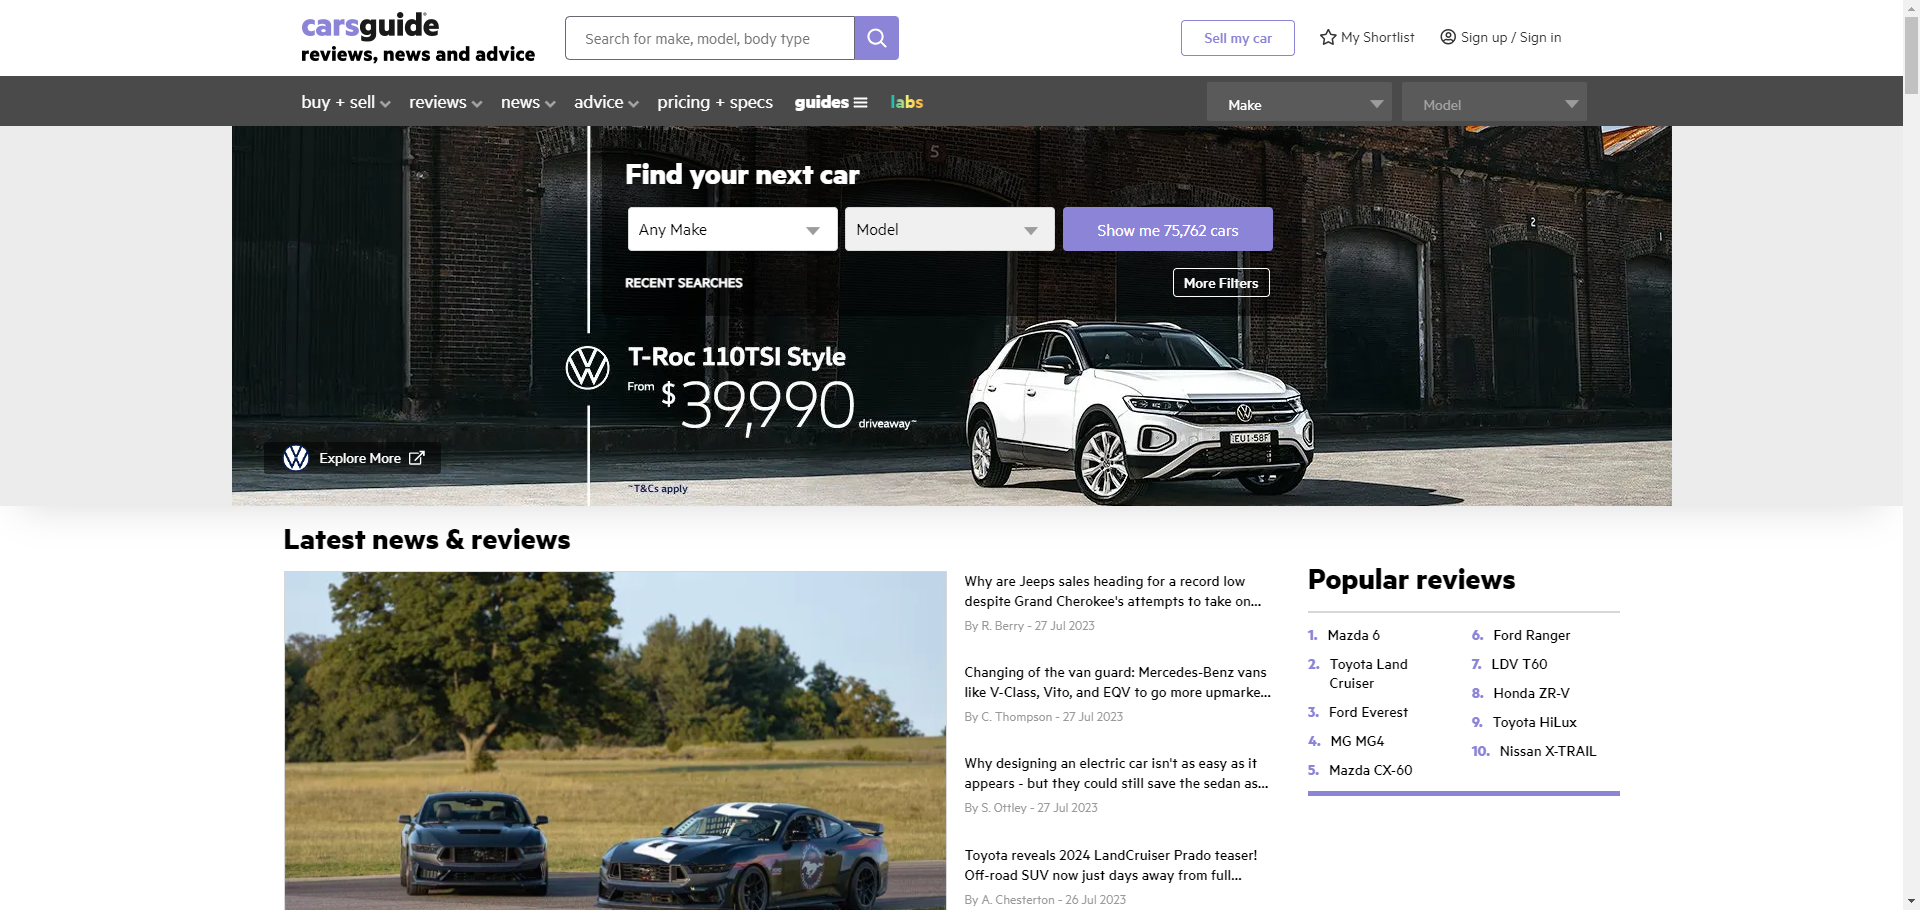 carsguide
reviews, news and advice
Search for make, model, body type
Sell my car
My Shortlist
Sign up / Sign in
buy + sell
reviews
news
advice
pricing + specs
guides
labs
Make
Model
5
2
1
Find your next car
Any Make
Model
Show me 75,762 cars
RECENT SEARCHES
More Filters
T-Roc 110TSI Style
From $39,990 driveaway~
EUI·58F
Explore More
~T&Cs apply
Latest news & reviews
Why are Jeeps sales heading for a record low
despite Grand Cherokee's attempts to take on...
By R. Berry - 27 Jul 2023
Changing of the van guard: Mercedes-Benz vans
like V-Class, Vito, and EQV to go more upmarke...
By C. Thompson - 27 Jul 2023
Why designing an electric car isn't as easy as it
appears - but they could still save the sedan as...
By S. Ottley - 27 Jul 2023
Toyota reveals 2024 LandCruiser Prado teaser!
Off-road SUV now just days away from full...
By A. Chesterton - 26 Jul 2023
Popular reviews
1. Mazda 6
2. Toyota Land
Cruiser
3. Ford Everest
4. MG MG4
5. Mazda CX-60
6. Ford Ranger
7. LDV T60
8. Honda ZR-V
9. Toyota HiLux
10. Nissan X-TRAIL